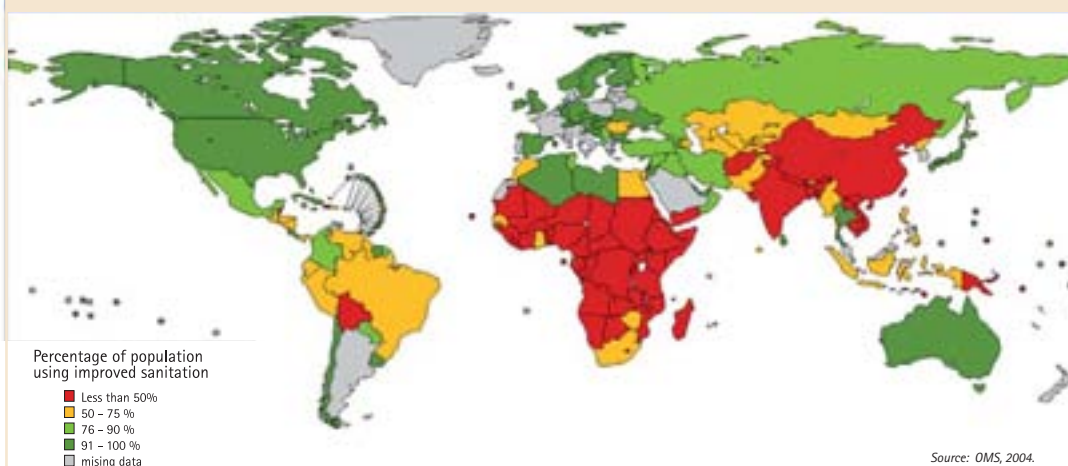 Percentage of population
using improved sanitation
Less than 50%
50 - 75 %
76 - 90 %
91 - 100 %
mising data
Source: OMS, 2004.